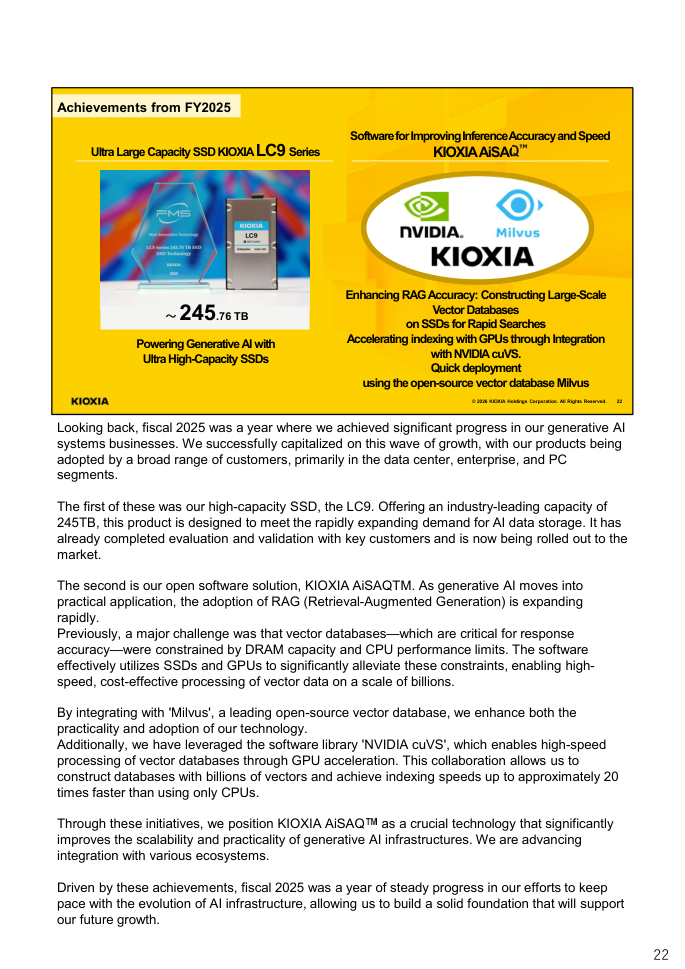 Achievements from FY2025
Ultra Large Capacity SSD KIOXIA LC9 Series
KIOXIA
LC9
~ 245.76 TB
Powering Generative AI with
Ultra High-Capacity SSDs
Software for Improving Inference Accuracy and Speed
KIOXIA AiSAQ™
NVIDIA.
Milvus
KIOXIA
Enhancing RAG Accuracy: Constructing Large-Scale
Vector Databases
on SSDs for Rapid Searches
Accelerating indexing with GPUs through Integration
with NVIDIA cuVS.
Quick deployment
using the open-source vector database Milvus
KIOXIA
© 2026 KIOXIA Holdings Corporation. All Rights Reserved. 22
Looking back, fiscal 2025 was a year where we achieved significant progress in our generative AI
systems businesses. We successfully capitalized on this wave of growth, with our products being
adopted by a broad range of customers, primarily in the data center, enterprise, and PC
segments.
The first of these was our high-capacity SSD, the LC9. Offering an industry-leading capacity of
245TB, this product is designed to meet the rapidly expanding demand for AI data storage. It has
already completed evaluation and validation with key customers and is now being rolled out to the
market.
The second is our open software solution, KIOXIA AiSAQTM. As generative AI moves into
practical application, the adoption of RAG (Retrieval-Augmented Generation) is expanding
rapidly.
Previously, a major challenge was that vector databases—which are critical for response
accuracy—were constrained by DRAM capacity and CPU performance limits. The software
effectively utilizes SSDs and GPUs to significantly alleviate these constraints, enabling high-
speed, cost-effective processing of vector data on a scale of billions.
By integrating with 'Milvus', a leading open-source vector database, we enhance both the
practicality and adoption of our technology.
Additionally, we have leveraged the software library 'NVIDIA cuVS', which enables high-speed
processing of vector databases through GPU acceleration. This collaboration allows us to
construct databases with billions of vectors and achieve indexing speeds up to approximately 20
times faster than using only CPUs.
Through these initiatives, we position KIOXIA AiSAQ™ as a crucial technology that significantly
improves the scalability and practicality of generative AI infrastructures. We are advancing
integration with various ecosystems.
Driven by these achievements, fiscal 2025 was a year of steady progress in our efforts to keep
pace with the evolution of AI infrastructure, allowing us to build a solid foundation that will support
our future growth.
22